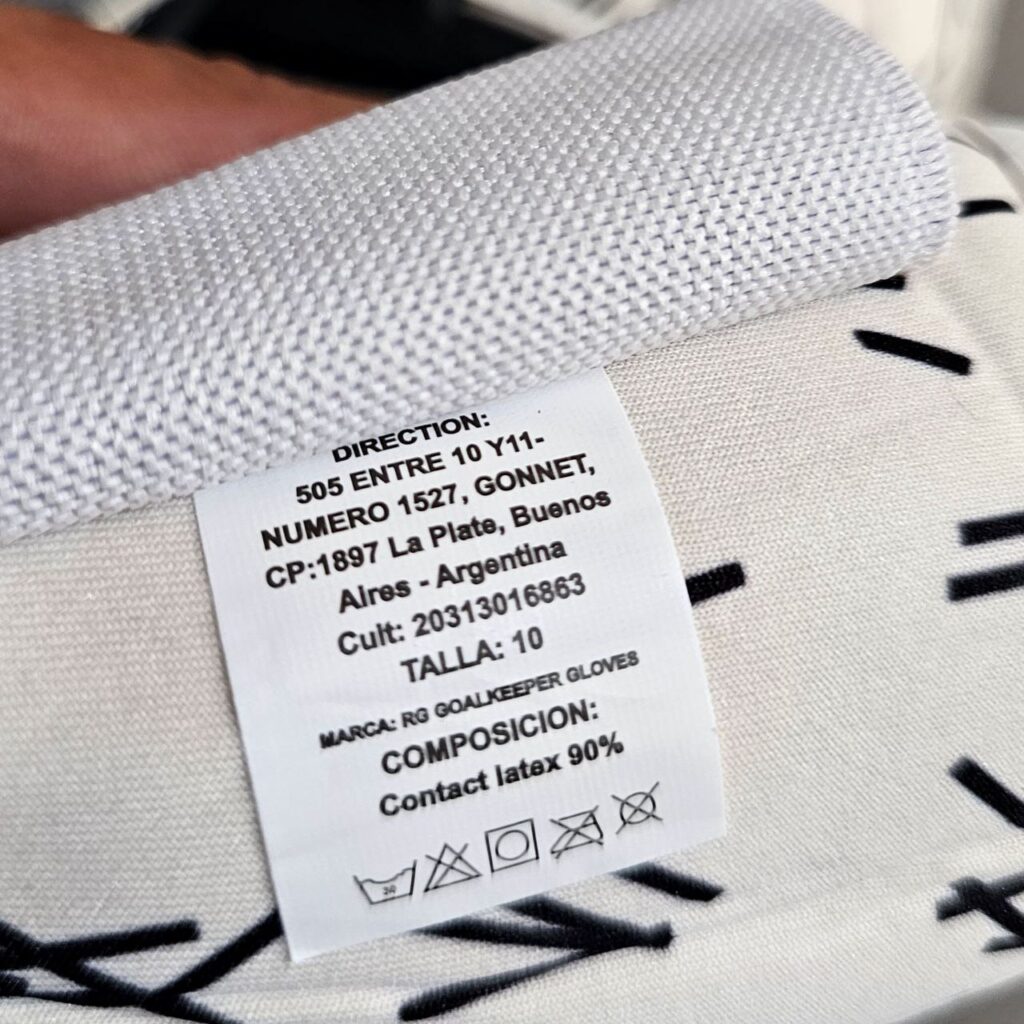 DIRECTION:
505 ENTRE 10 Y11-
NUMERO 1527, GONNET,
CP:1897 La Plate, Buenos
Aires - Argentina
Cuit: 20313016863
TALLA: 10
MARCA: RG GOALKEEPER GLOVES
COMPOSICION:
Contact latex 90%
30